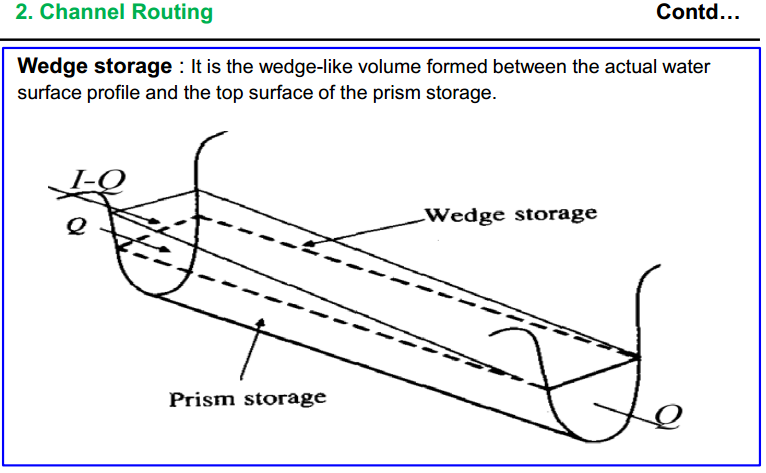 2. Channel Routing Contd…
Wedge storage : It is the wedge-like volume formed between the actual water
surface profile and the top surface of the prism storage.
I-Q
Q
Wedge storage
Prism storage
Q